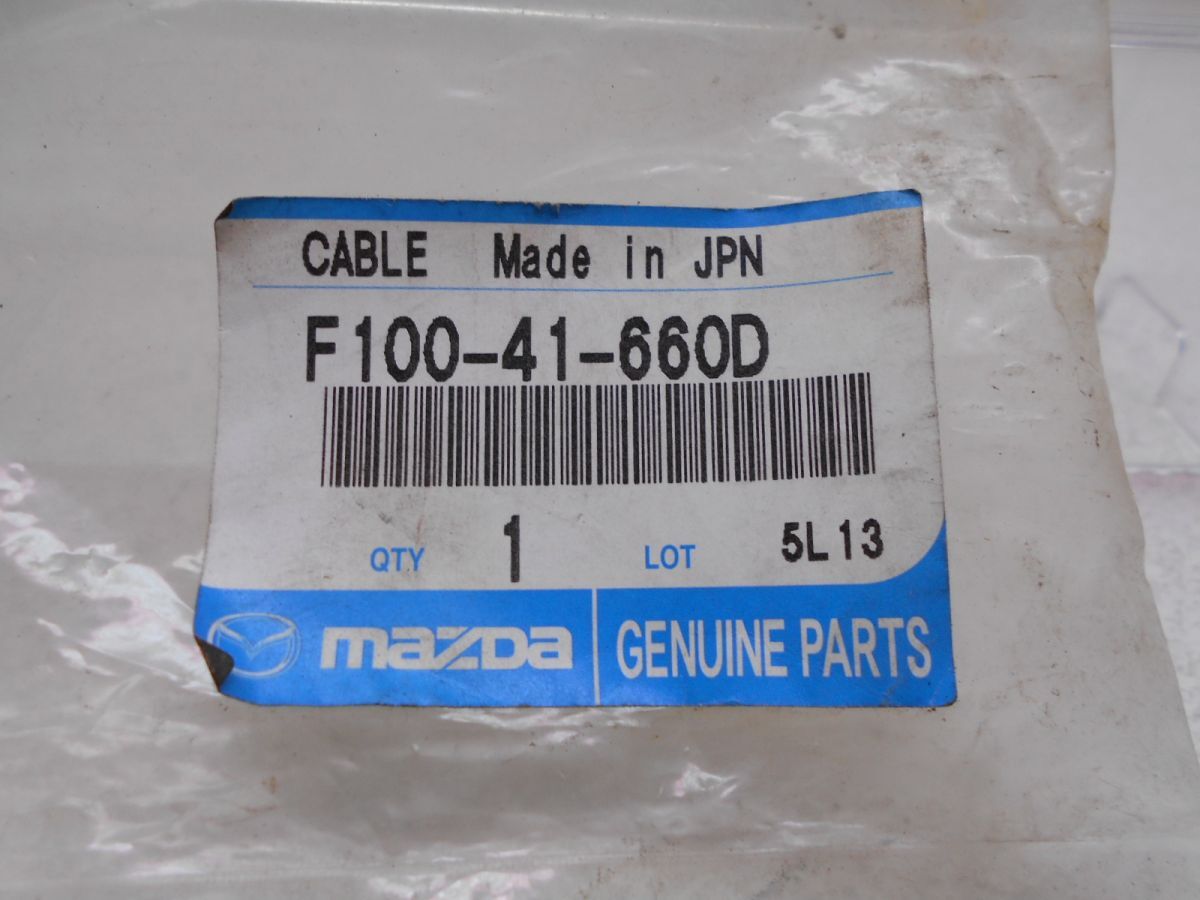 CABLE Made in JPN
F100-41-660D
QTY 1 LOT 5L13
mazda GENUINE PARTS